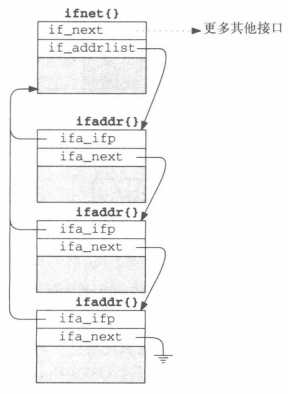 ifnet{}
if_next
更多其他接口
if_addrlist
ifaddr{}
ifa_ifp
ifa_next
ifaddr{}
ifa_ifp
ifa_next
ifaddr{}
ifa_ifp
ifa_next